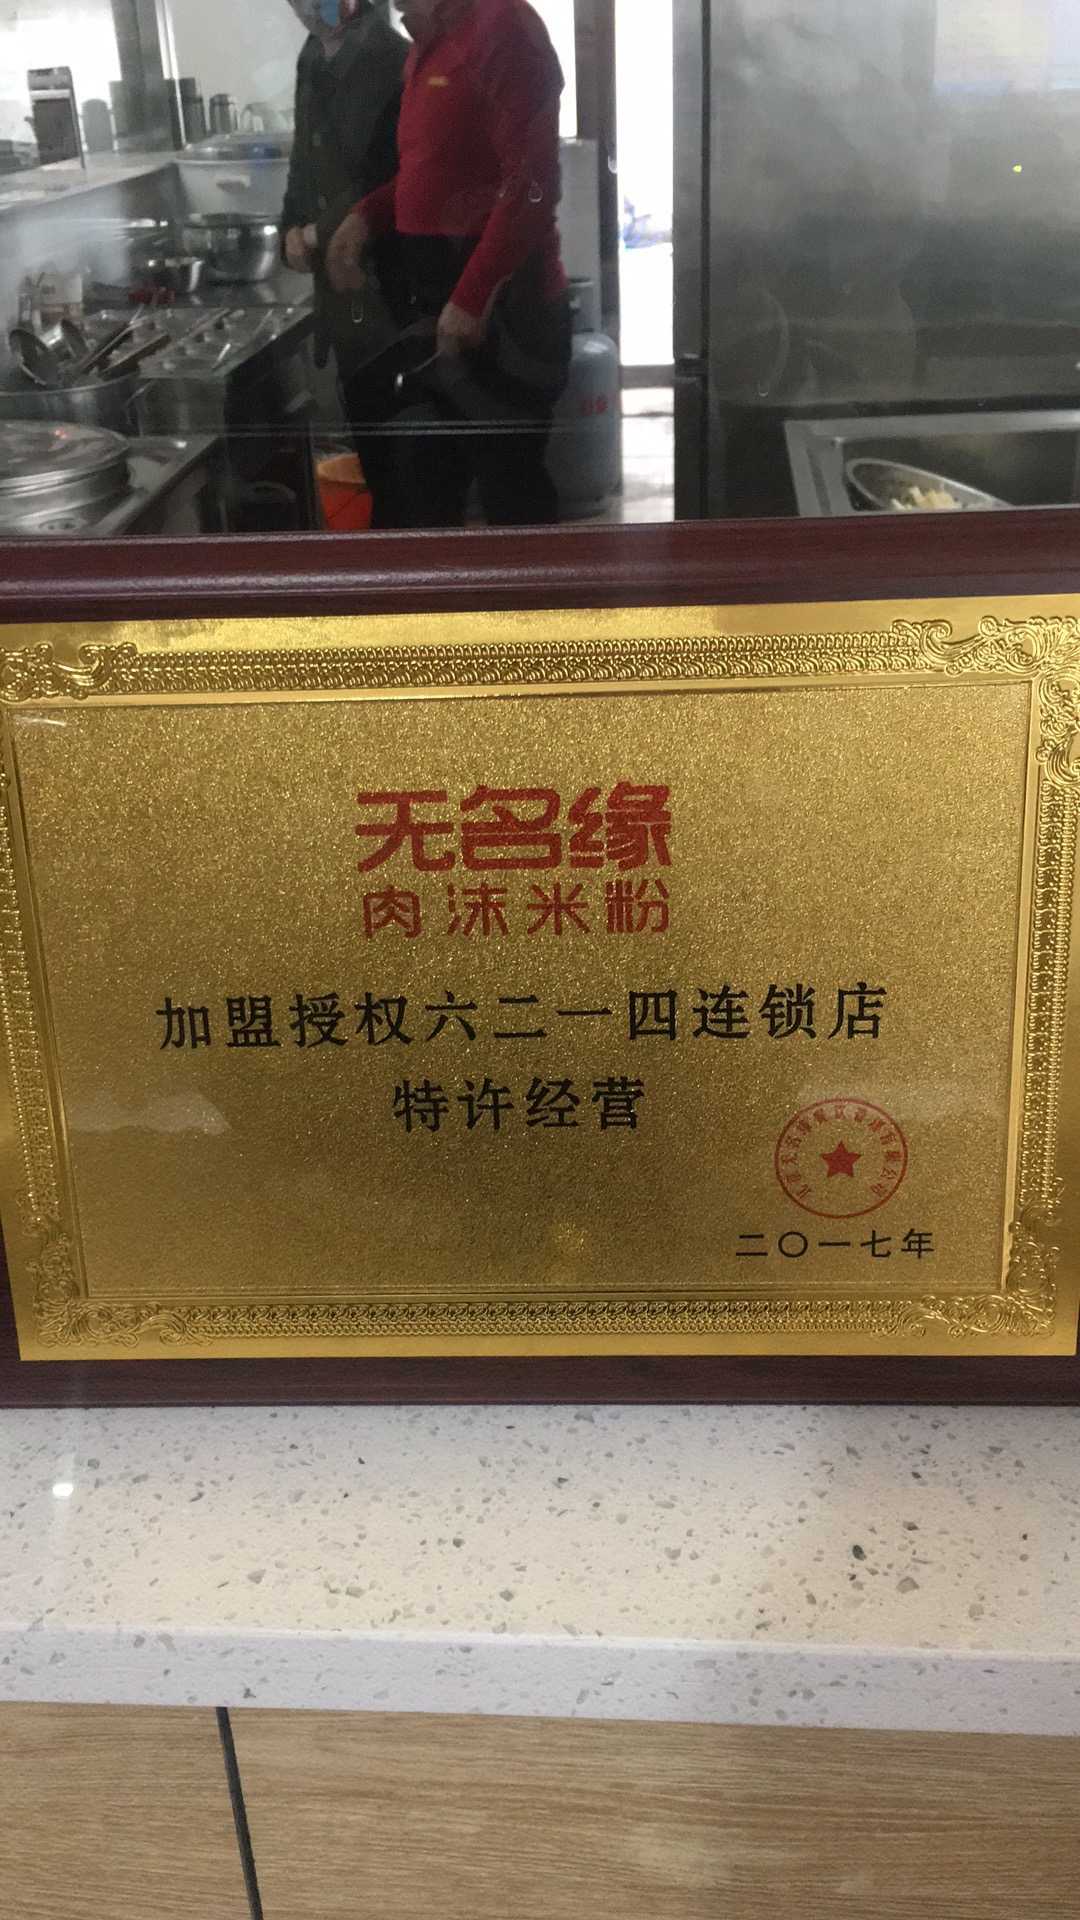 无名缘
肉沫米粉
加盟授权六二一四连锁店
特许经营
二〇一七年